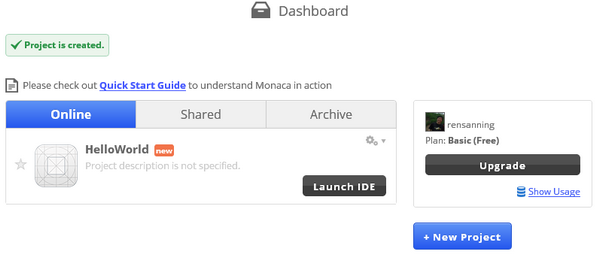 Dashboard
Project is created.
Please check out Quick Start Guide to understand Monaca in action
Online
Shared
Archive
HelloWorld new
Project description is not specified.
Launch IDE
rensanning
Plan: Basic (Free)
Upgrade
Show Usage
+ New Project